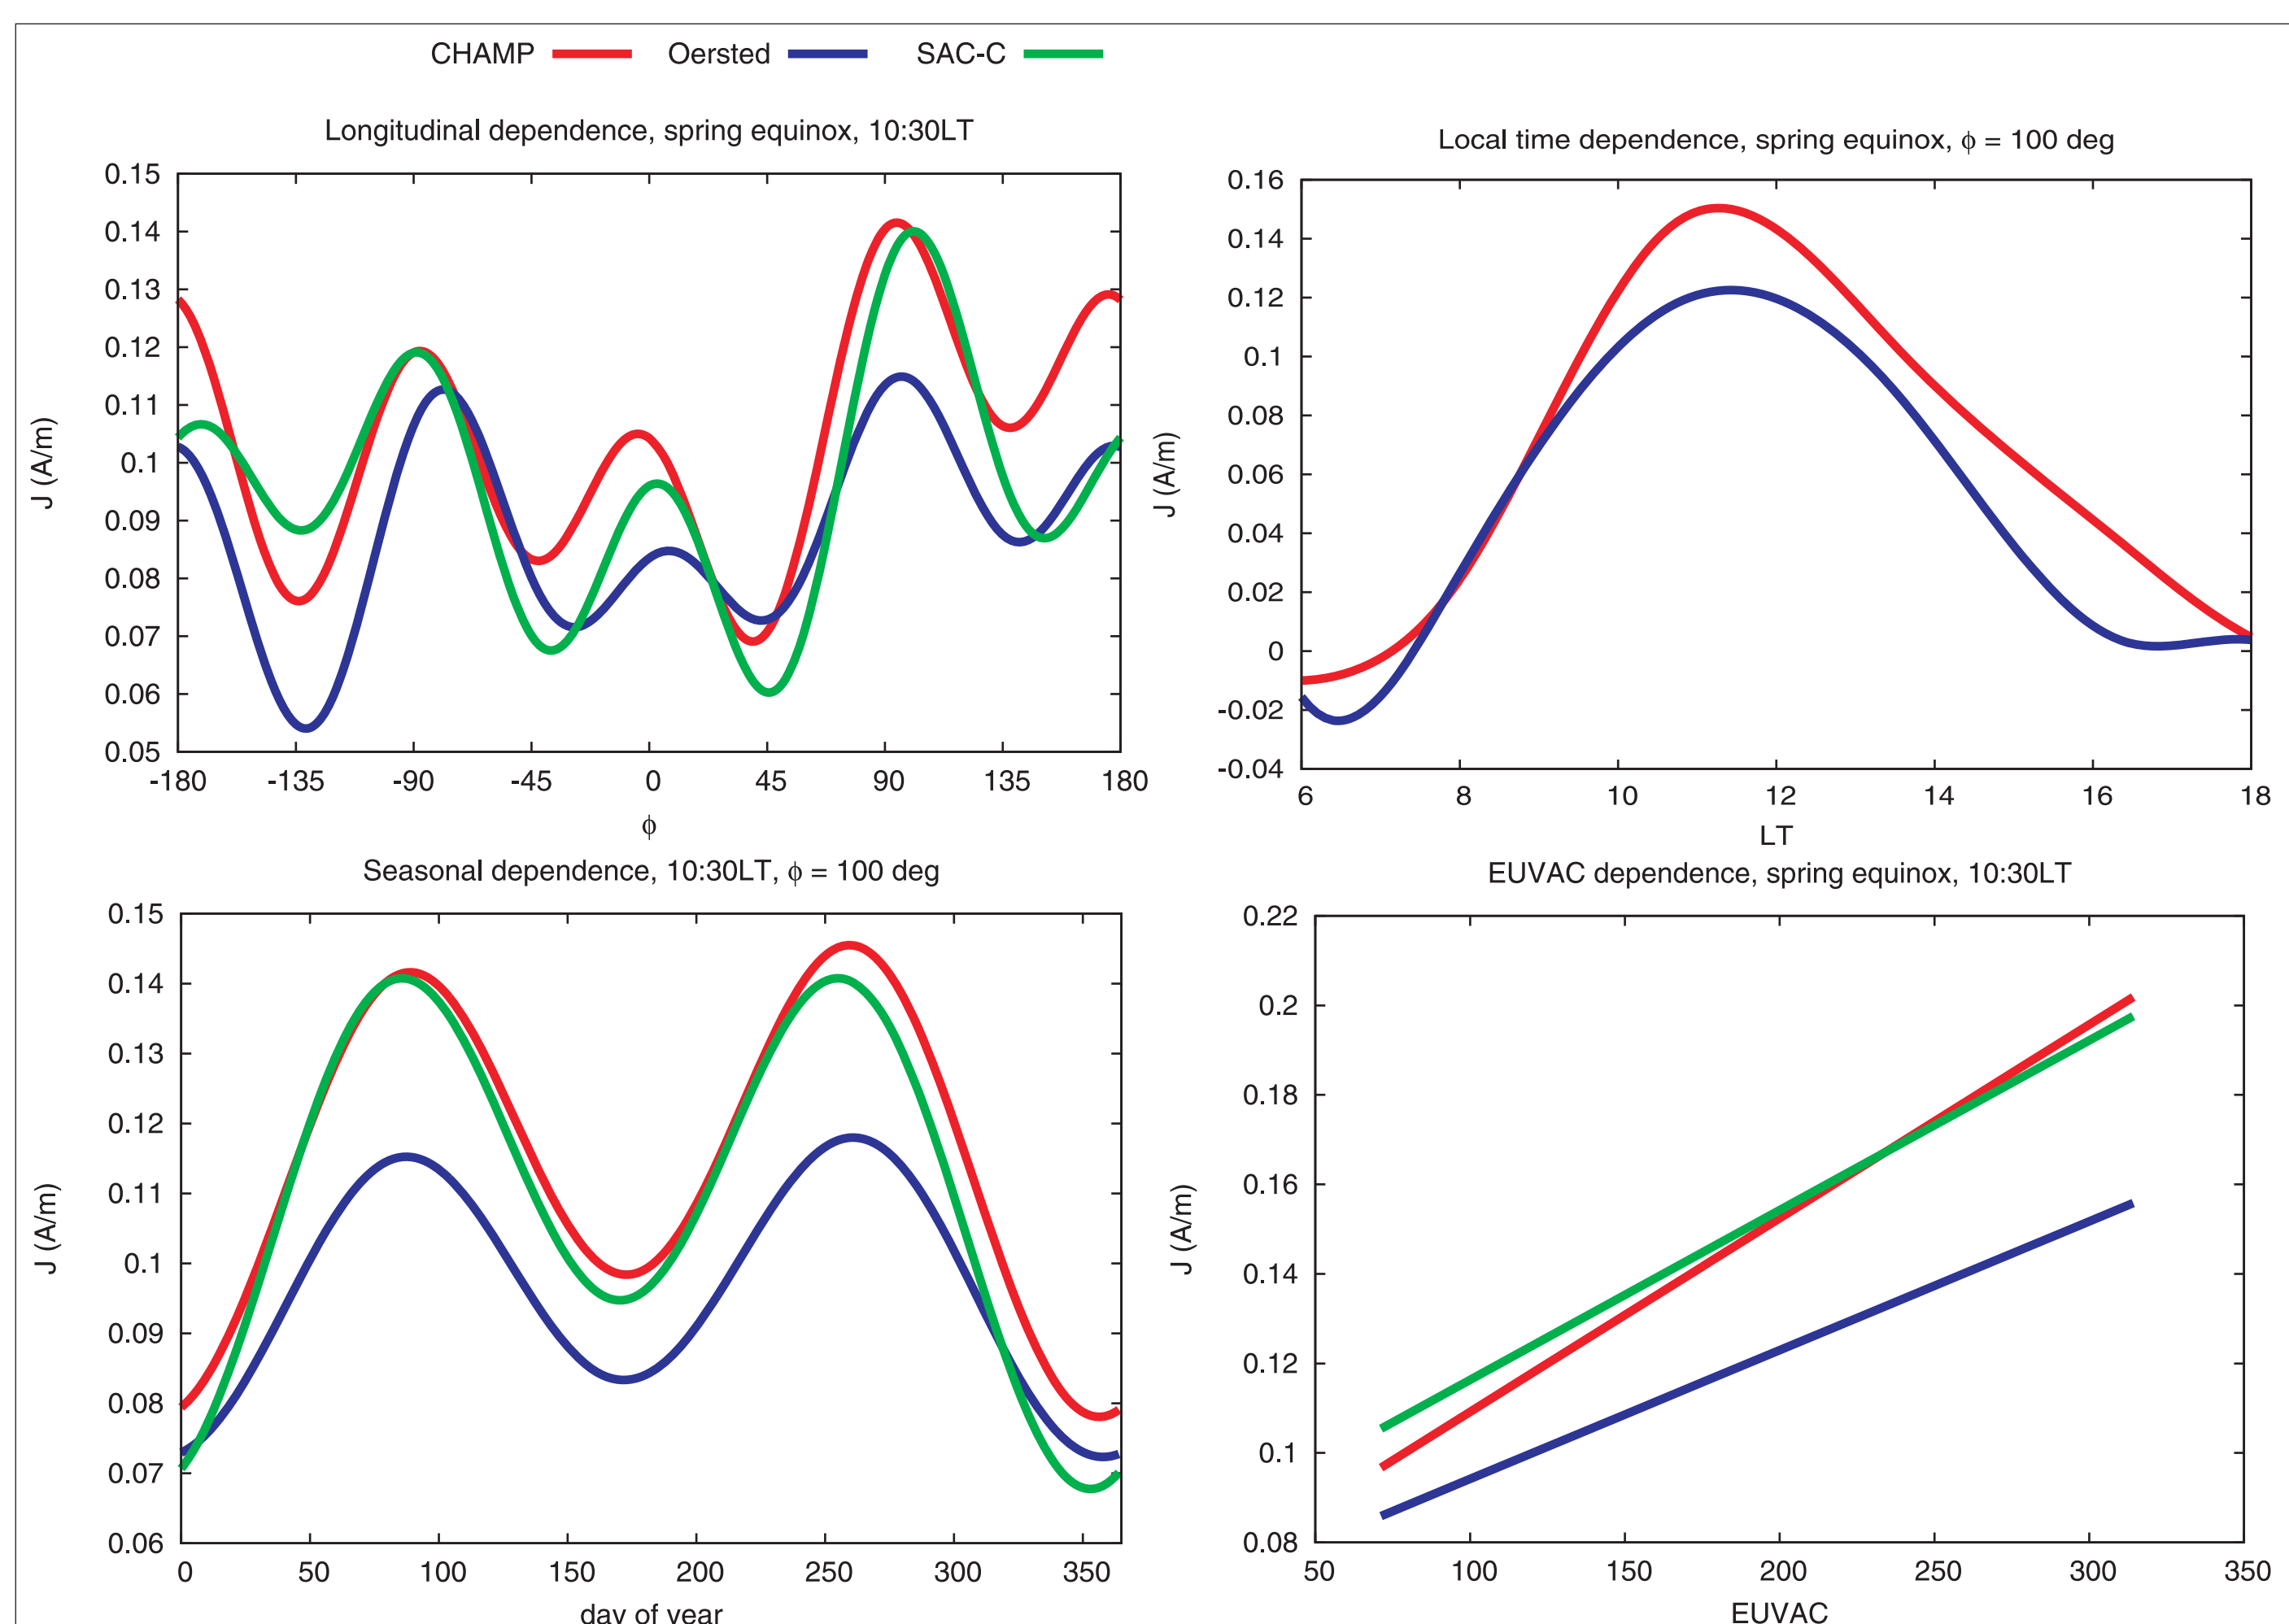 CHAMP Oersted SAC-C
Longitudinal dependence, spring equinox, 10:30LT
0.15
0.14
0.13
0.12
0.11
0.1
0.09
0.08
0.07
0.06
0.05
J (A/m)
-180 -135 -90 -45 0 45 90 135 180
ϕ
Local time dependence, spring equinox, ϕ = 100 deg
0.16
0.14
0.12
0.1
0.08
0.06
0.04
0.02
0
-0.02
-0.04
J (A/m)
6 8 10 12 14 16 18
LT
Seasonal dependence, 10:30LT, ϕ = 100 deg
0.15
0.14
0.13
0.12
0.11
0.1
0.09
0.08
0.07
0.06
J (A/m)
0 50 100 150 200 250 300 350
day of year
EUVAC dependence, spring equinox, 10:30LT
0.22
0.2
0.18
0.16
0.14
0.12
0.1
0.08
J (A/m)
50 100 150 200 250 300 350
EUVAC